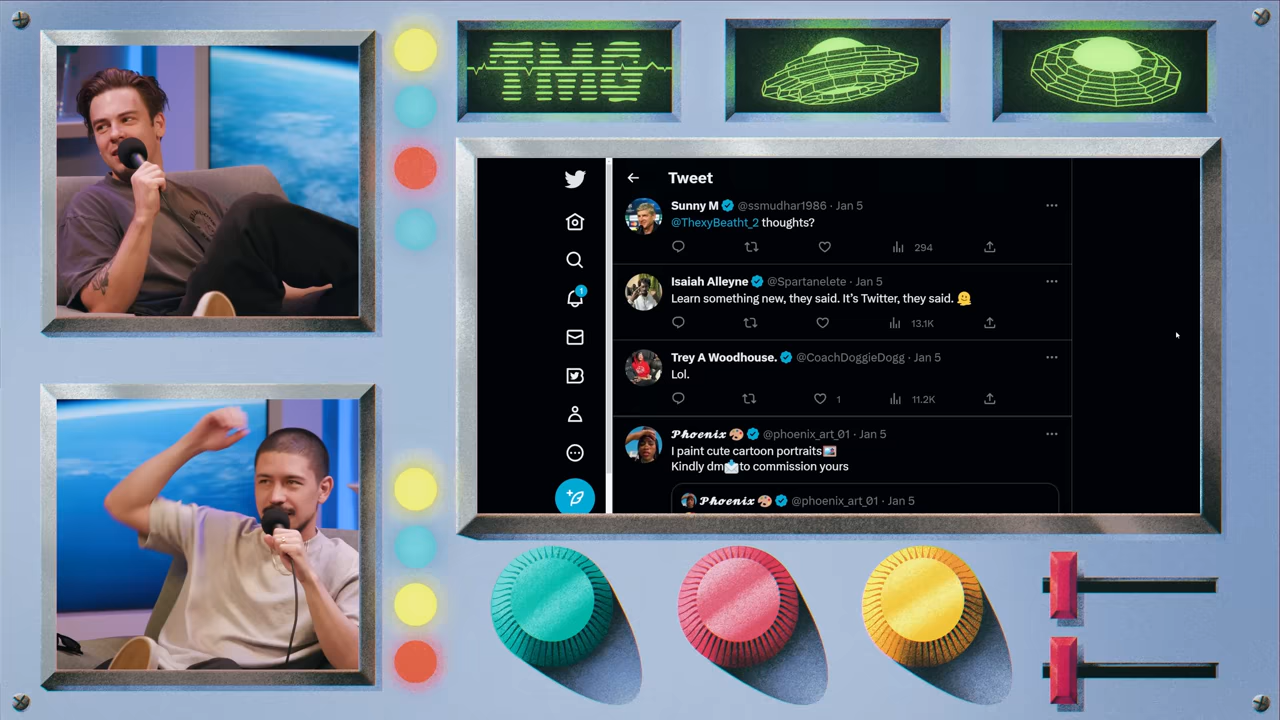 TMG
Tweet
Sunny M @ssmudhar1986 · Jan 5
@ThexyBeatht_2 thoughts?
294
Isaiah Alleyne @Spartanelete · Jan 5
Learn something new, they said. It's Twitter, they said. 🤗
13.1K
Trey A Woodhouse. @CoachDoggieDogg · Jan 5
Lol.
1 11.2K
𝓟𝓱𝓸𝓮𝓷𝓲𝔁 🎨 @phoenix_art_01 · Jan 5
I paint cute cartoon portraits🖼️
Kindly dm📩to commission yours
𝓟𝓱𝓸𝓮𝓷𝓲𝔁 🎨 @phoenix_art_01 · Jan 5
1